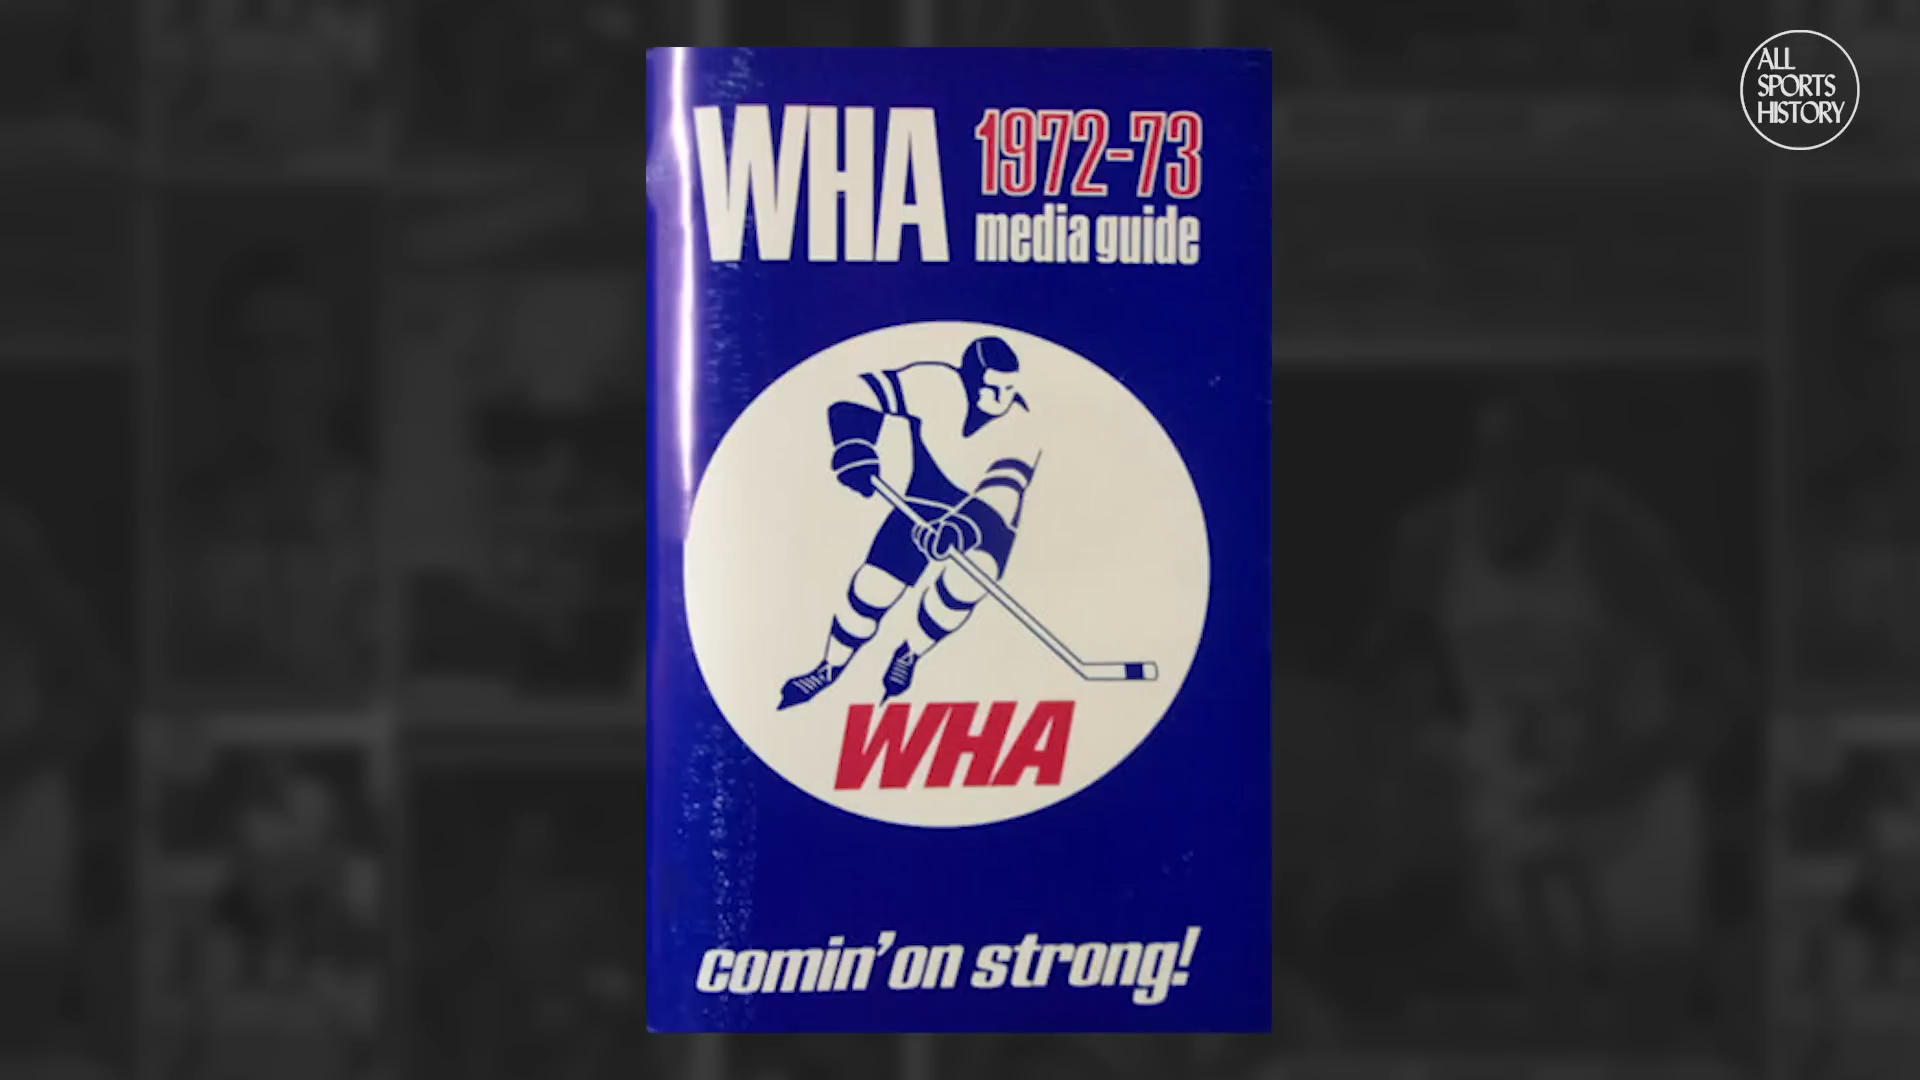 WHA
1972-73
media guide
WHA
comin' on strong!
ALL
SPORTS
HISTORY